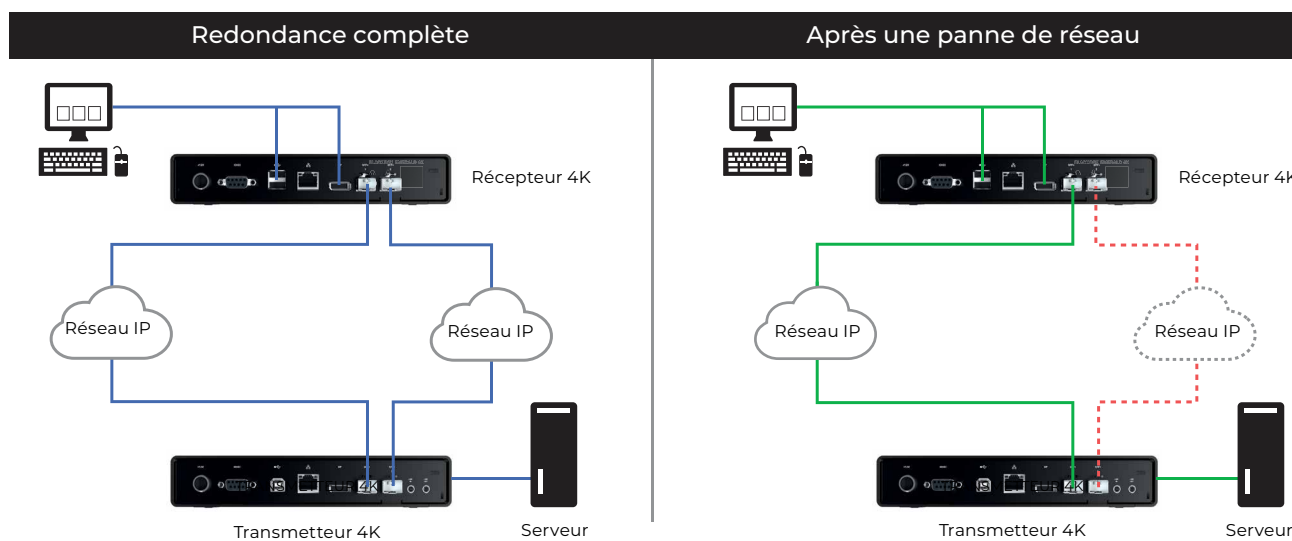 Redondance complète
Après une panne de réseau
Récepteur 4K
Réseau IP
Réseau IP
Transmetteur 4K
Serveur
Récepteur 4K
Réseau IP
Réseau IP
Transmetteur 4K
Serveur